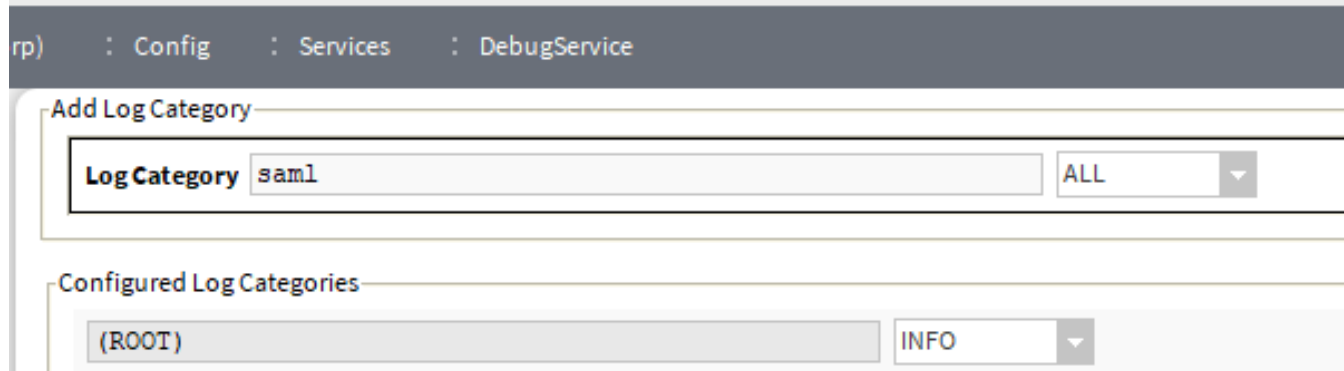 rp) : Config : Services : DebugService
Add Log Category
Log Category saml ALL
Configured Log Categories
(ROOT) INFO